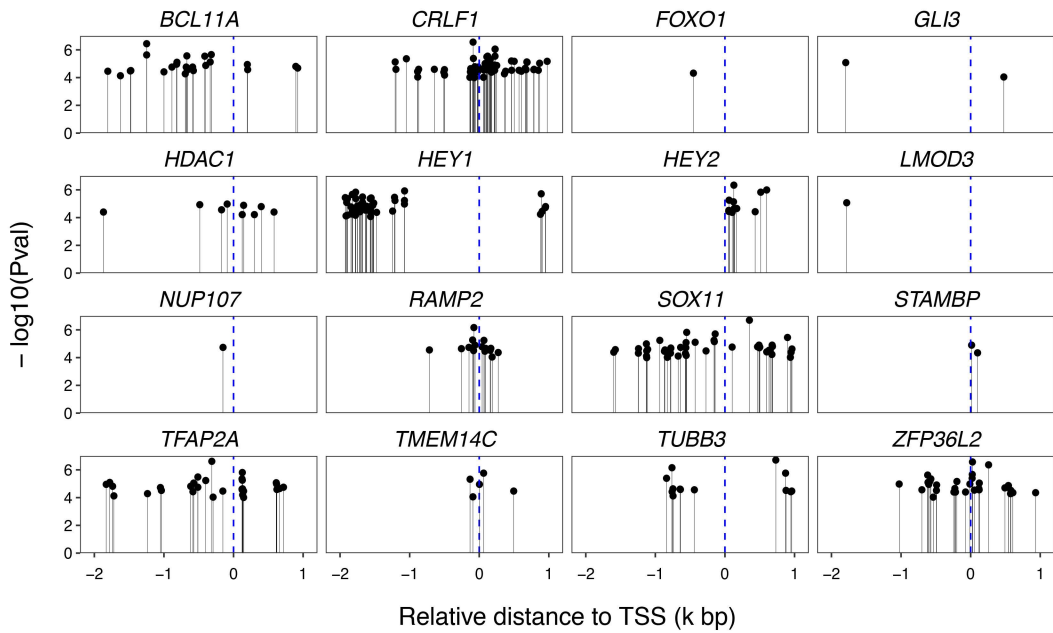 BCL11A CRLF1 FOXO1 GLI3
6
4
2
0
HDAC1 HEY1 HEY2 LMOD3
6
4
2
0
NUP107 RAMP2 SOX11 STAMBP
6
4
2
0
TFAP2A TMEM14C TUBB3 ZFP36L2
6
4
2
0
−2 −1 0 1 −2 −1 0 1 −2 −1 0 1 −2 −1 0 1
− log10(Pval)
Relative distance to TSS (k bp)